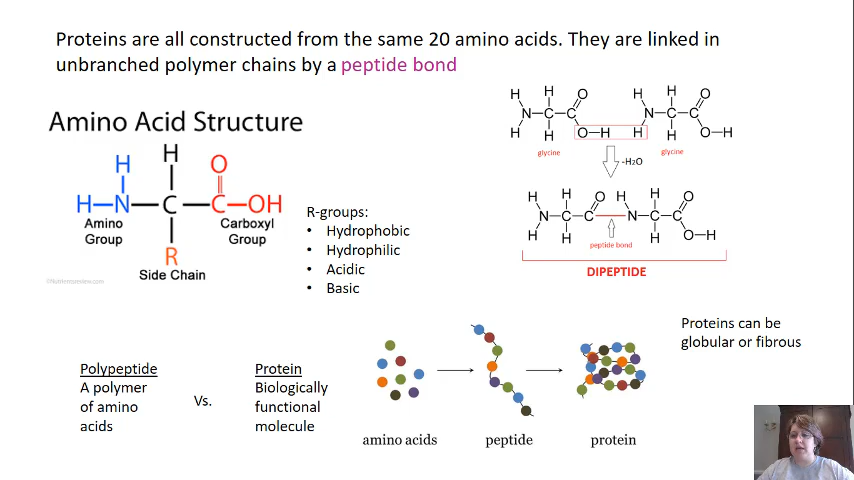 Proteins are all constructed from the same 20 amino acids. They are linked in
unbranched polymer chains by a peptide bond
Amino Acid Structure
H
H
O
H–N
C
C–OH
Amino
Group
Carboxyl
Group
R
Side Chain
R-groups:
• Hydrophobic
• Hydrophilic
• Acidic
• Basic
H H O H H O
N–C–C N–C–C
H H O–H H H O–H
glycine glycine
-H₂O
H H O H H O
N–C–C N–C–C
H H H O–H
peptide bond
DIPEPTIDE
Proteins can be
globular or fibrous
Polypeptide
A polymer
of amino
acids
Vs.
Protein
Biologically
functional
molecule
amino acids
peptide
protein